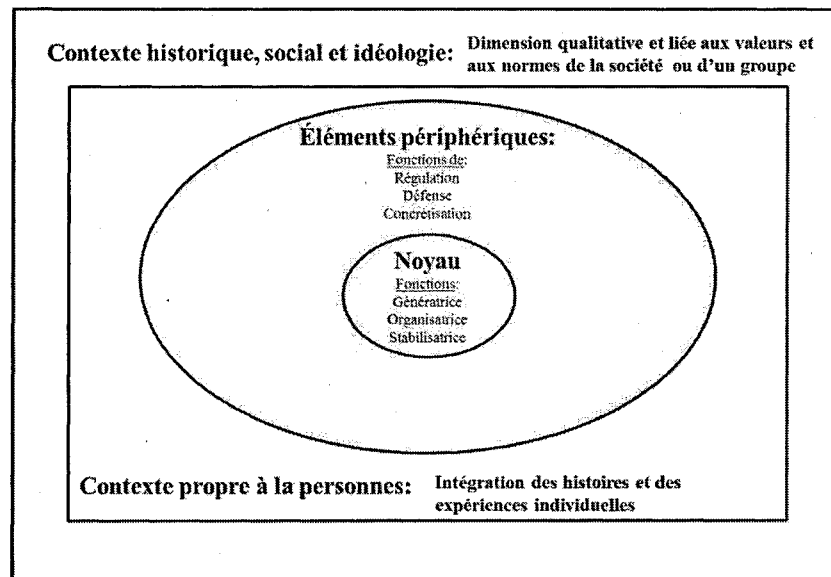 Contexte historique, social et idéologie: Dimension qualitative et liée aux valeurs et
aux normes de la société ou d'un groupe
Éléments périphériques:
Fonctions de:
Régulation
Défense
Concrétisation
Noyau
Fonctions:
Génératrice
Organisatrice
Stabilisatrice
Contexte propre à la personnes: Intégration des histoires et des
expériences individuelles